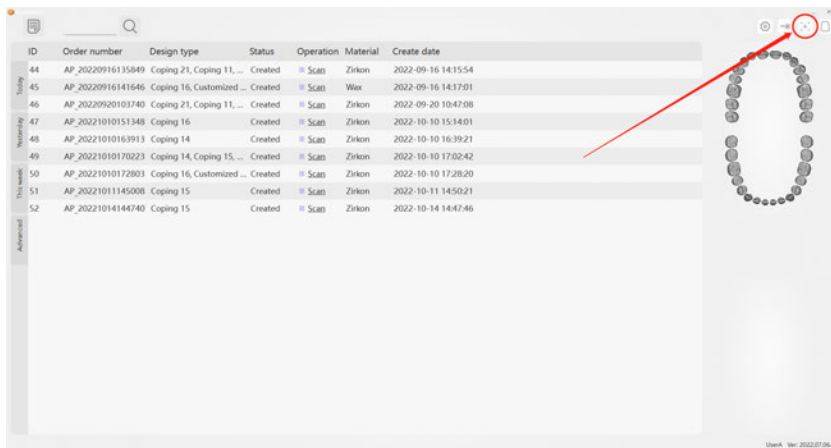 ID Order number Design type Status Operation Material Create date
44 AP_20220916135849 Coping 21, Coping 11, ... Created Scan Zirkon 2022-09-16 14:15:54
45 AP_20220916141646 Coping 16, Customized ... Created Scan Wax 2022-09-16 14:17:01
46 AP_20220920103740 Coping 21, Coping 11, ... Created Scan Zirkon 2022-09-20 10:47:08
47 AP_20221010151348 Coping 16 Created Scan Zirkon 2022-10-10 15:14:01
48 AP_20221010163913 Coping 14 Created Scan Zirkon 2022-10-10 16:39:21
49 AP_20221010170223 Coping 14, Coping 15, ... Created Scan Zirkon 2022-10-10 17:02:42
50 AP_20221010172803 Coping 16, Customized ... Created Scan Zirkon 2022-10-10 17:28:20
51 AP_20221011145008 Coping 15 Created Scan Zirkon 2022-10-11 14:50:21
52 AP_20221014144740 Coping 15 Created Scan Zirkon 2022-10-14 14:47:46
Today
Yesterday
This week
Advanced
UserA Ver: 2022.07.06